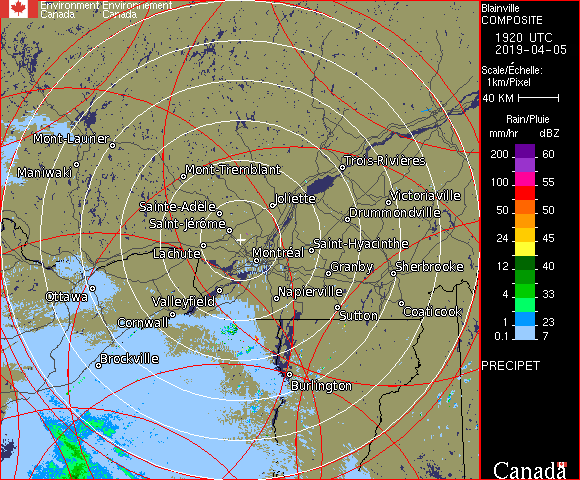 Environment Environnement
Canada Canada
Mont-Laurier
Maniwaki
Mont-Tremblant
Trois-Rivières
Sainte-Adèle
Joliette
Victoriaville
Saint-Jérôme
Drummondville
Lachute
Montréal
Saint-Hyacinthe
Granby
Sherbrooke
Ottawa
Valleyfield
Napierville
Cornwall
Sutton
Coaticook
Brockville
Burlington
Blainville
COMPOSITE
1920 UTC
2019-04-05
Scale/Échelle:
1km/Pixel
40 KM
Rain/Pluie
mm/hr dBZ
200 60
100 55
50 50
24 45
12 40
4 33
1 23
0.1 7
PRECIPET
Canada